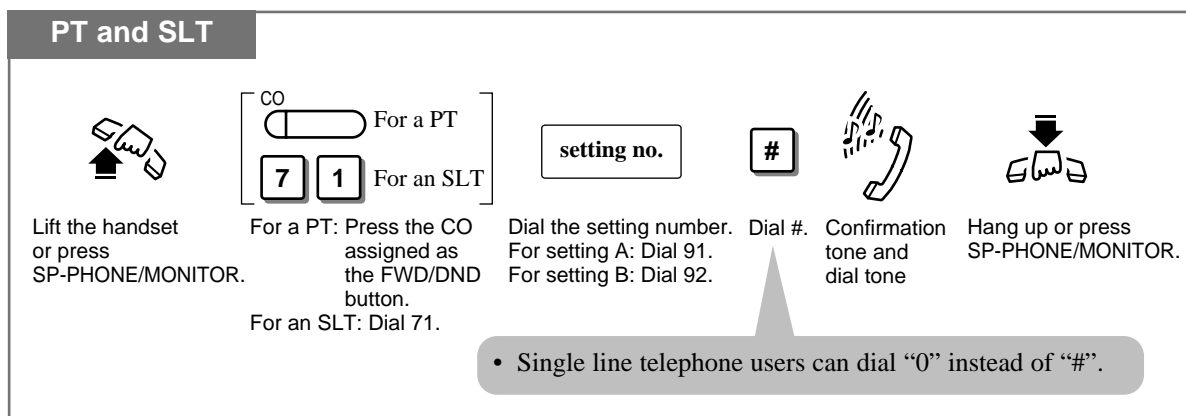 PT and SLT
CO
For a PT
7 1 For an SLT
setting no.
#
Lift the handset
or press
SP-PHONE/MONITOR.
For a PT: Press the CO
assigned as
the FWD/DND
button.
For an SLT: Dial 71.
Dial the setting number.
For setting A: Dial 91.
For setting B: Dial 92.
Dial #.
Confirmation
tone and
dial tone
Hang up or press
SP-PHONE/MONITOR.
• Single line telephone users can dial “0” instead of “#”.